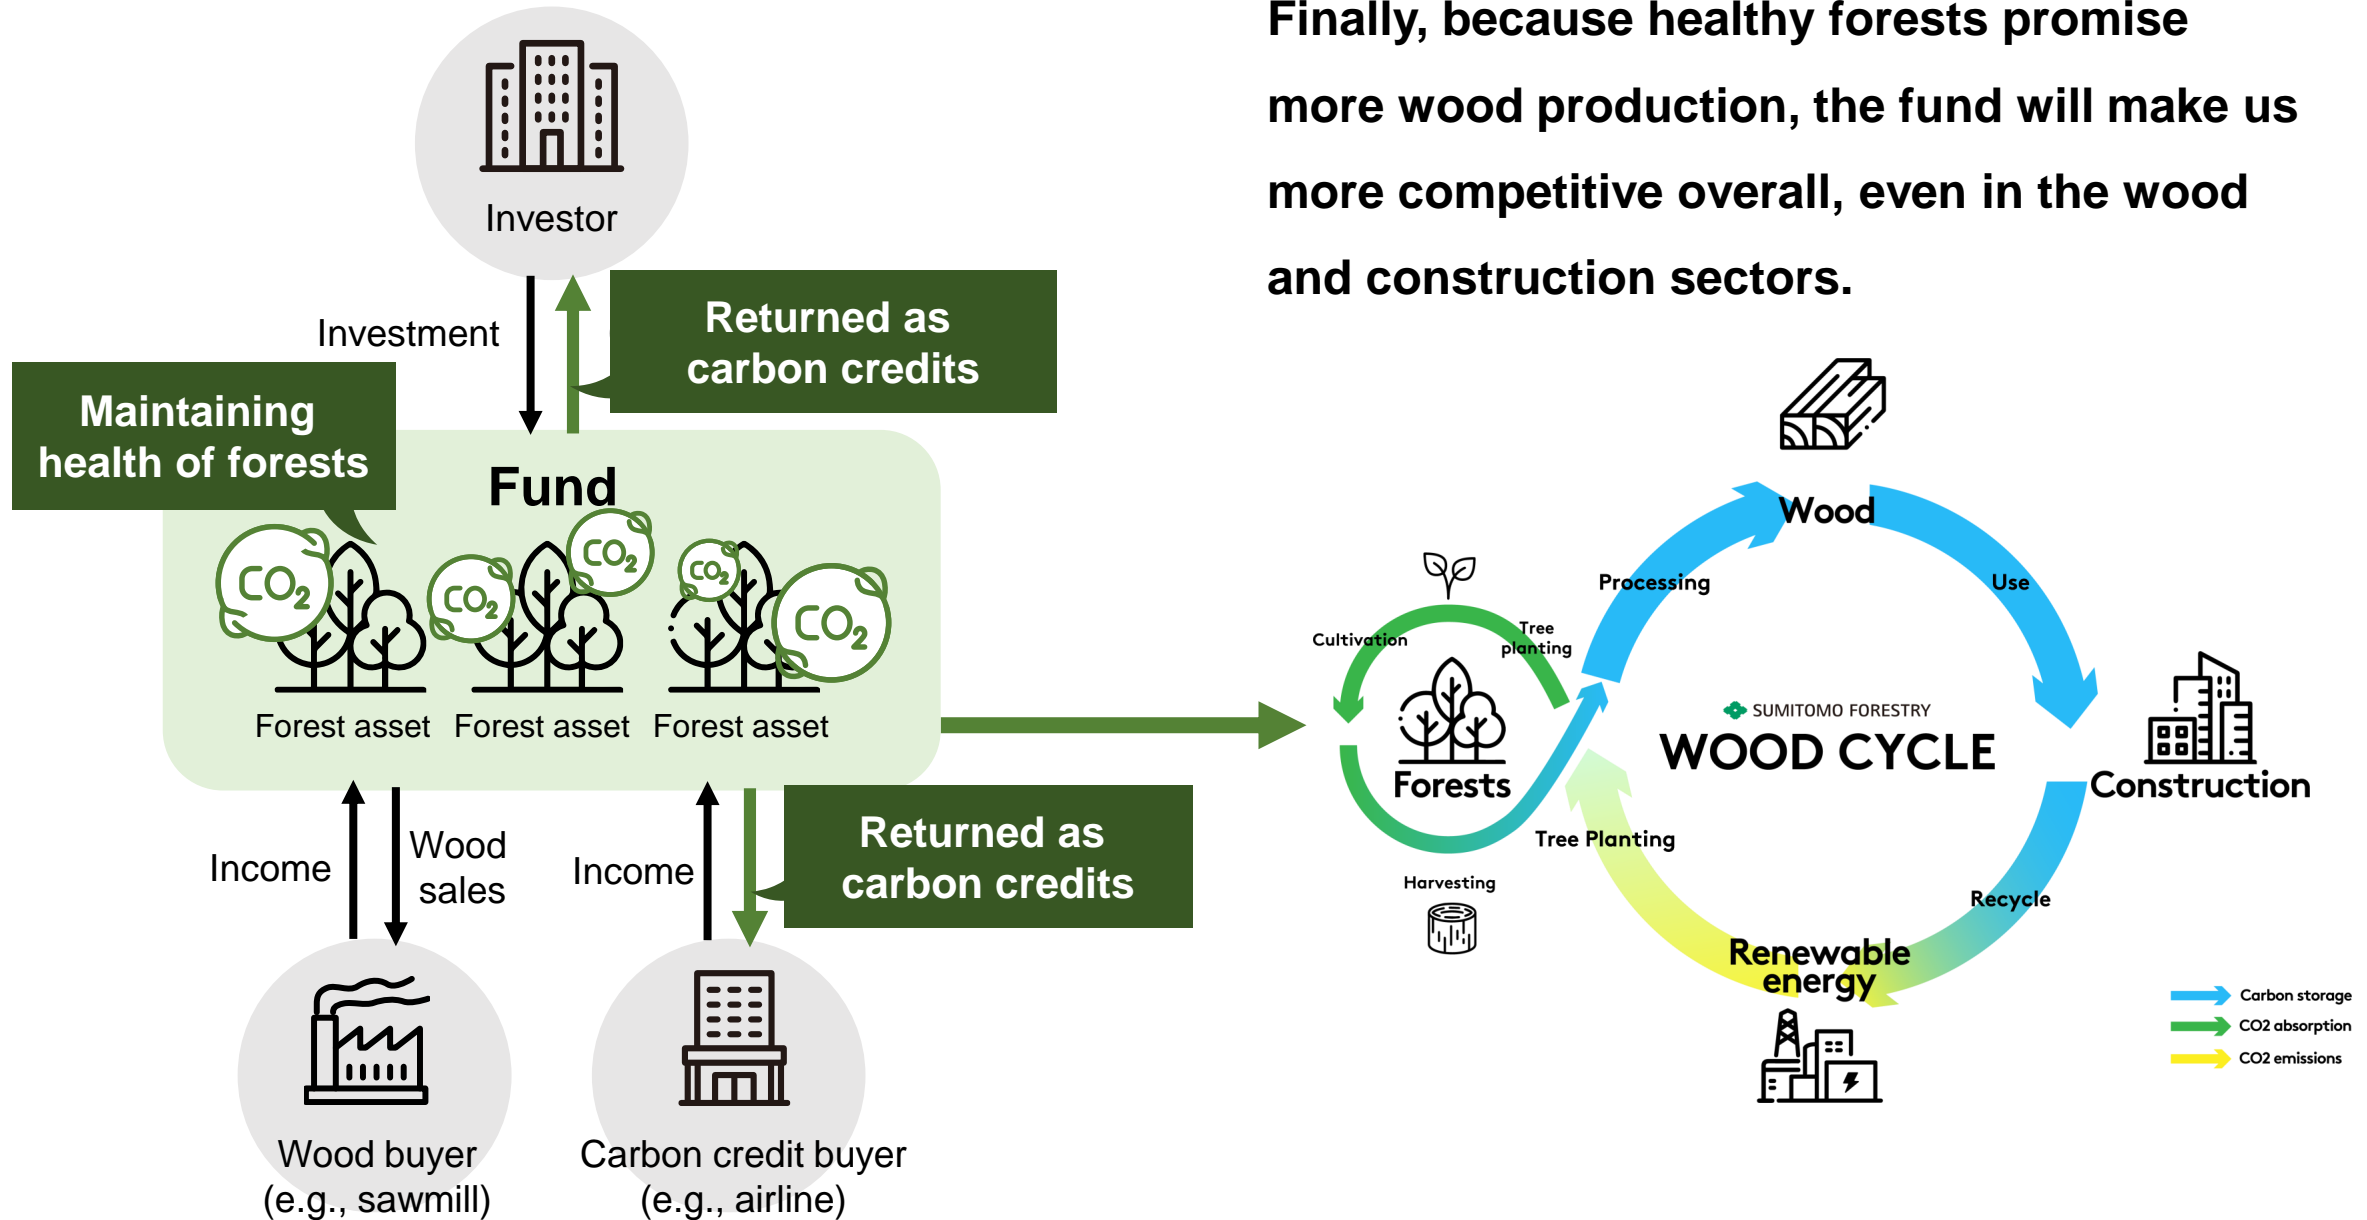 Finally, because healthy forests promise
more wood production, the fund will make us
more competitive overall, even in the wood
and construction sectors.
Investor
Investment
Returned as
carbon credits
Maintaining
health of forests
Fund
CO2
CO2
CO2
CO2
CO2
Forest asset
Forest asset
Forest asset
Income
Wood
sales
Income
Returned as
carbon credits
Wood buyer
(e.g., sawmill)
Carbon credit buyer
(e.g., airline)
Wood
Processing
Use
Cultivation
Tree
planting
Forests
SUMITOMO FORESTRY
WOOD CYCLE
Construction
Tree Planting
Harvesting
Recycle
Renewable
energy
Carbon storage
CO2 absorption
CO2 emissions